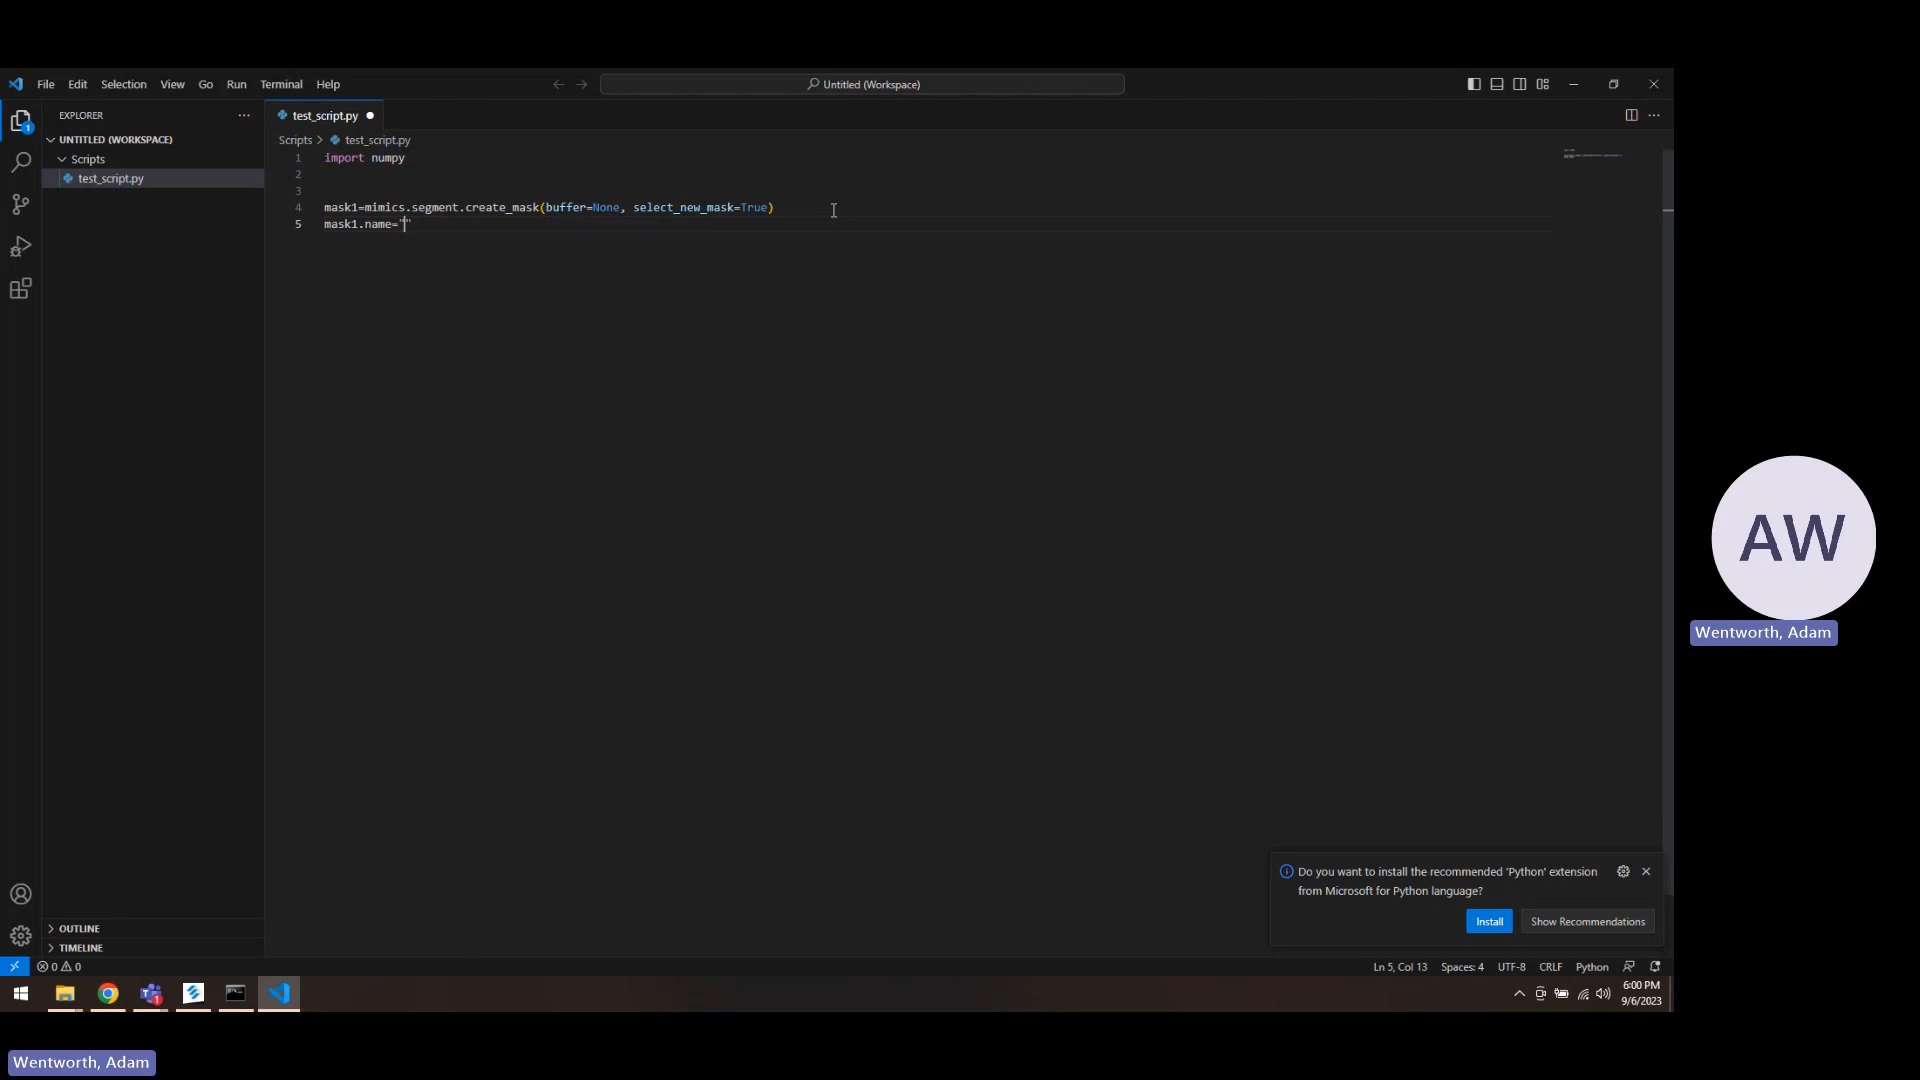 File Edit Selection View Go Run Terminal Help
Untitled (Workspace)
EXPLORER
UNTITLED (WORKSPACE)
Scripts
test_script.py
test_script.py
Scripts > test_script.py
1 import numpy
2
3
4 mask1=mimics.segment.create_mask(buffer=None, select_new_mask=True)
5 mask1.name=""
AW
Wentworth, Adam
Do you want to install the recommended 'Python' extension
from Microsoft for Python language?
Install Show Recommendations
OUTLINE
TIMELINE
0 0
Ln 5, Col 13 Spaces: 4 UTF-8 CRLF Python
6:00 PM
9/6/2023
Wentworth, Adam